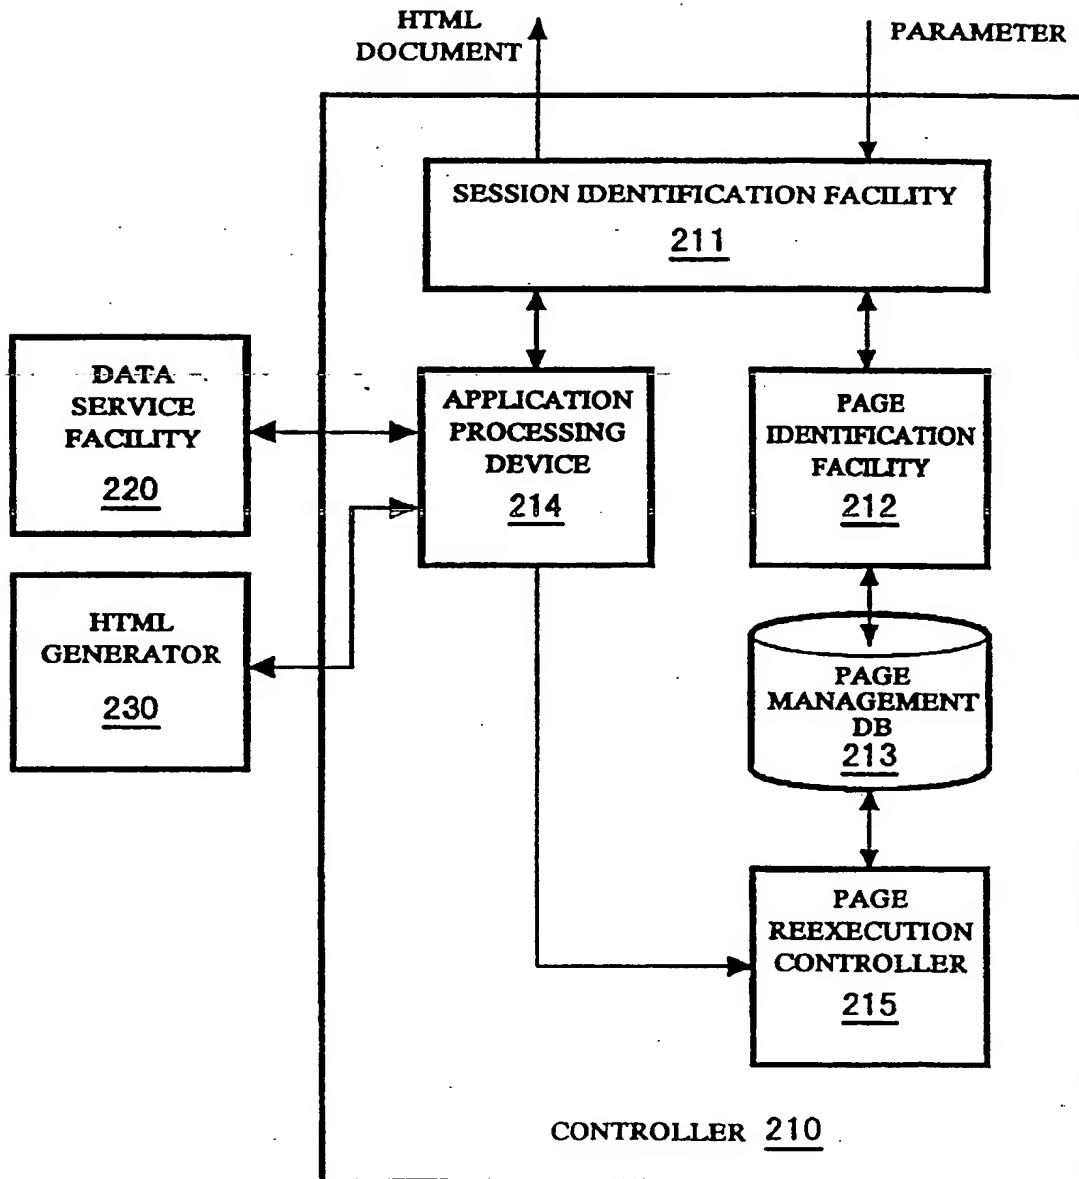 HTML
DOCUMENT
PARAMETER
SESSION IDENTIFICATION FACILITY
211
DATA
SERVICE
FACILITY
220
APPLICATION
PROCESSING
DEVICE
214
PAGE
IDENTIFICATION
FACILITY
212
HTML
GENERATOR
230
PAGE
MANAGEMENT
DB
213
PAGE
REEXECUTION
CONTROLLER
215
CONTROLLER 210